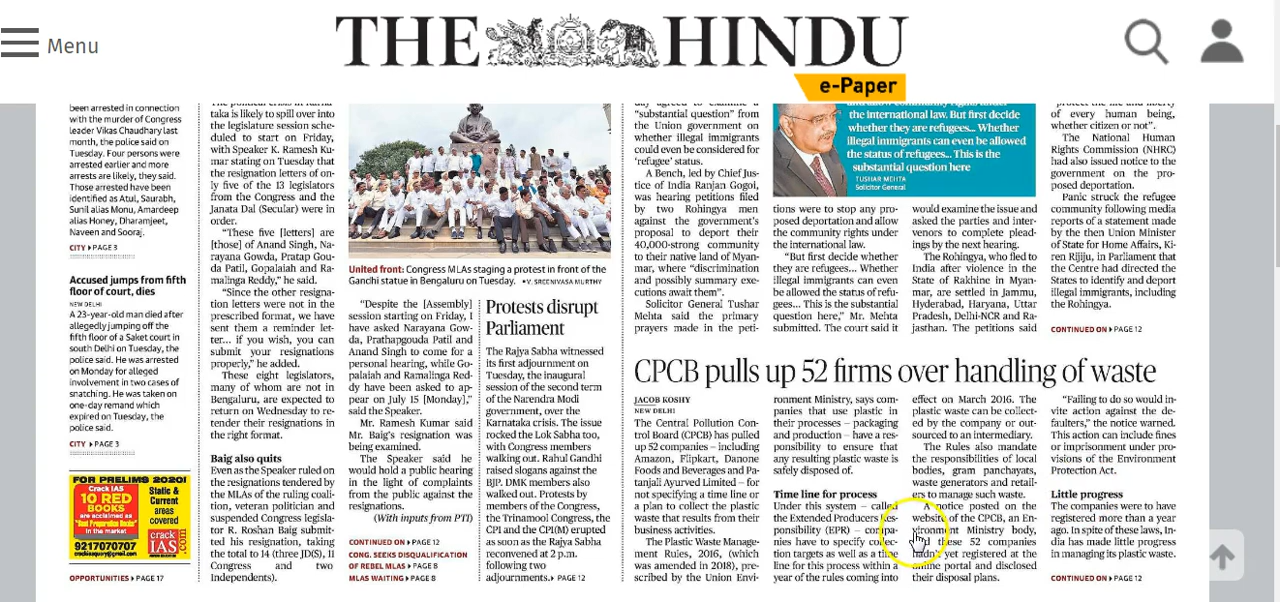 Menu
THE HINDU
e-Paper
been arrested in connection
with the murder of Congress
leader Vikas Chaudhary last
month, the police said on
Tuesday. Four persons were
arrested earlier and more
arrests are likely, they said.
Those arrested have been
identified as Atul, Saurabh,
Sunil alias Monu, Amardeep
alias Honey, Dharamjeet,
Naveen and Sooraj.
CITY PAGE 3
Accused jumps from fifth
floor of court, dies
NEW DELHI
A 23-year-old man died after
allegedly jumping off the
fifth floor of a Saket court in
south Delhi on Tuesday, the
police said. He was arrested
on Monday for alleged
involvement in two cases of
snatching. He was taken on
one-day remand which
expired on Tuesday, the
police said.
CITY PAGE 3
FOR PRELIMS 2020!
Crack IAS
10 RED
BOOKS
are acclaimed as
"Best Preparation Books"
in the market
9217070707
Static &
Current
areas
covered
crack
IAS.com
OPPORTUNITIES PAGE 17
The political crisis in Karna-
taka is likely to spill over into
the legislature session sche-
duled to start on Friday,
with Speaker K. Ramesh Ku-
mar stating on Tuesday that
the resignation letters of on-
ly five of the 13 legislators
from the Congress and the
Janata Dal (Secular) were in
order.
"These five [letters] are
[those] of Anand Singh, Na-
rayana Gowda, Pratap Gou-
da Patil, Gopalaiah and Ra-
malinga Reddy," he said.
"Since the other resigna-
tion letters were not in the
prescribed format, we have
sent them a reminder let-
ter... if you wish, you can
submit your resignations
properly," he added.
These eight legislators,
many of whom are not in
Bengaluru, are expected to
return on Wednesday to re-
tender their resignations in
the right format.
Baig also quits
Even as the Speaker ruled on
the resignations tendered by
the MLAs of the ruling coali-
tion, veteran politician and
suspended Congress legisla-
tor R. Roshan Baig submit-
ted his resignation, taking
the total to 14 (three JD(S), 11
Congress and two
Independents).
United front: Congress MLAs staging a protest in front of the
Gandhi statue in Bengaluru on Tuesday. V. SREENIVASA MURTHY
"Despite the [Assembly]
session starting on Friday, I
have asked Narayana Gow-
da, Prathapgouda Patil and
Anand Singh to come for a
personal hearing, while Go-
palaiah and Ramalinga Red-
dy have been asked to ap-
pear on July 15 [Monday],"
said the Speaker.
Mr. Ramesh Kumar said
Mr. Baig's resignation was
being examined.
The Speaker said he
would hold a public hearing
in the light of complaints
from the public against the
resignations.
(With inputs from PTI)
CONTINUED ON PAGE 12
CONG. SEEKS DISQUALIFICATION
OF REBEL MLAS PAGE 8
MLAS WAITING PAGE 8
Protests disrupt
Parliament
The Rajya Sabha witnessed
its first adjournment on
Tuesday, the inaugural
session of the second term
of the Narendra Modi
government, over the
Karnataka crisis. The issue
rocked the Lok Sabha too,
with Congress members
walking out. Rahul Gandhi
raised slogans against the
BJP. DMK members also
walked out. Protests by
members of the Congress,
the Trinamool Congress, the
CPI and the CPI(M) erupted
as soon as the Rajya Sabha
reconvened at 2 p.m.
following two
adjournments. PAGE 12
day agreed to examine a
"substantial question" from
the Union government on
whether illegal immigrants
could even be considered for
'refugee' status.
A Bench, led by Chief Jus-
tice of India Ranjan Gogoi,
was hearing petitions filed
by two Rohingya men
against the government's
proposal to deport their
40,000-strong community
to their native land of Myan-
mar, where "discrimination
and possibly summary exe-
cutions await them".
Solicitor General Tushar
Mehta said the primary
prayers made in the peti-
and allow community rights under
the international law. But first decide
whether they are refugees... Whether
illegal immigrants can even be allowed
the status of refugees... This is the
substantial question here
TUSHAR MEHTA
Solicitor General
tions were to stop any pro-
posed deportation and allow
the community rights under
the international law.
"But first decide whether
they are refugees... Whether
illegal immigrants can even
be allowed the status of refu-
gees... This is the substantial
question here," Mr. Mehta
submitted. The court said it
would examine the issue and
asked the parties and inter-
venors to complete plead-
ings by the next hearing.
The Rohingya, who fled to
India after violence in the
State of Rakhine in Myan-
mar, are settled in Jammu,
Hyderabad, Haryana, Uttar
Pradesh, Delhi-NCR and Ra-
jasthan. The petitions said
"protect the life and liberty
of every human being,
whether citizen or not".
The National Human
Rights Commission (NHRC)
had also issued notice to the
government on the pro-
posed deportation.
Panic struck the refugee
community following media
reports of a statement made
by the then Union Minister
of State for Home Affairs, Ki-
ren Rijiju, in Parliament that
the Centre had directed the
States to identify and deport
illegal immigrants, including
the Rohingya.
CONTINUED ON PAGE 12
CPCB pulls up 52 firms over handling of waste
JACOB KOSHY
NEW DELHI
The Central Pollution Con-
trol Board (CPCB) has pulled
up 52 companies – including
Amazon, Flipkart, Danone
Foods and Beverages and Pa-
tanjali Ayurved Limited – for
not specifying a time line or
a plan to collect the plastic
waste that results from their
business activities.
The Plastic Waste Manage-
ment Rules, 2016, (which
was amended in 2018), pre-
scribed by the Union Envi-
ronment Ministry, says com-
panies that use plastic in
their processes – packaging
and production – have a res-
ponsibility to ensure that
any resulting plastic waste is
safely disposed of.
Time line for process
Under this system – called
the Extended Producers Res-
ponsibility (EPR) – compa-
nies have to specify collec-
tion targets as well as a time
line for this process within a
year of the rules coming into
effect on March 2016. The
plastic waste can be collect-
ed by the company or out-
sourced to an intermediary.
The Rules also mandate
the responsibilities of local
bodies, gram panchayats,
waste generators and retail-
ers to manage such waste.
A notice posted on the
website of the CPCB, an En-
vironment Ministry body,
said these 52 companies
hadn't yet registered at the
online portal and disclosed
their disposal plans.
"Failing to do so would in-
vite action against the de-
faulters," the notice warned.
This action can include fines
or imprisonment under pro-
visions of the Environment
Protection Act.
Little progress
The companies were to have
registered more than a year
ago. In spite of these laws, In-
dia has made little progress
in managing its plastic waste.
CONTINUED ON PAGE 12